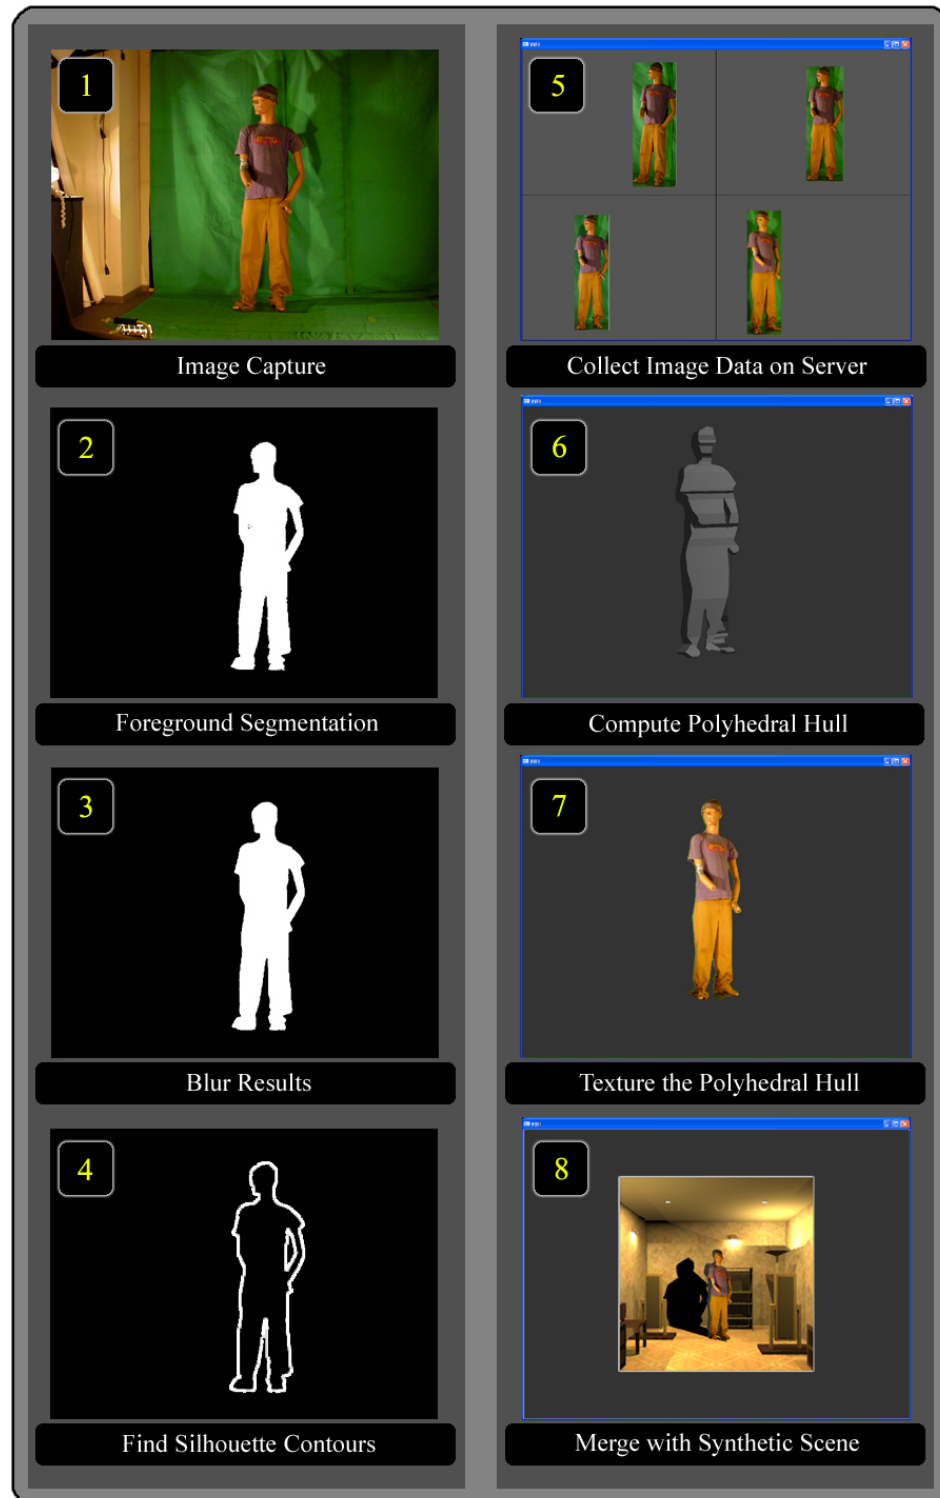 1
Image Capture
2
Foreground Segmentation
3
Blur Results
4
Find Silhouette Contours
5
Collect Image Data on Server
6
Compute Polyhedral Hull
7
Texture the Polyhedral Hull
8
Merge with Synthetic Scene